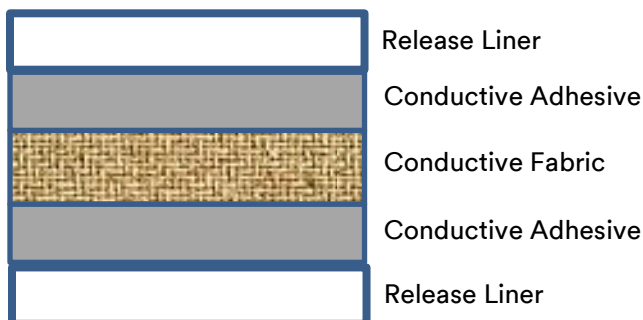 Release Liner
Conductive Adhesive
Conductive Fabric
Conductive Adhesive
Release Liner